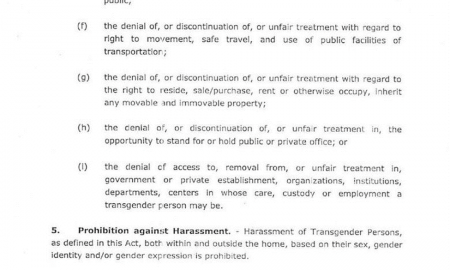 public;
(f) the denial of, or discontinuation of, or unfair treatment with regard to
right to movement, safe travel, and use of public facilities of
transportation;
(g) the denial of, or discontinuation of, or unfair treatment with regard to
the right to reside, sale/purchase, rent or otherwise occupy, inherit
any movable and immovable property;
(h) the denial of, or discontinuation of, or unfair treatment in, the
opportunity to stand for or hold public or private office; or
(i) the denial of access to, removal from, or unfair treatment in,
government or private establishment, organizations, institutions,
departments, centers in whose care, custody or employment a
transgender person may be.
5. Prohibition against Harassment. - Harassment of Transgender Persons,
as defined in this Act, both within and outside the home, based on their sex, gender
identity and/or gender expression is prohibited.